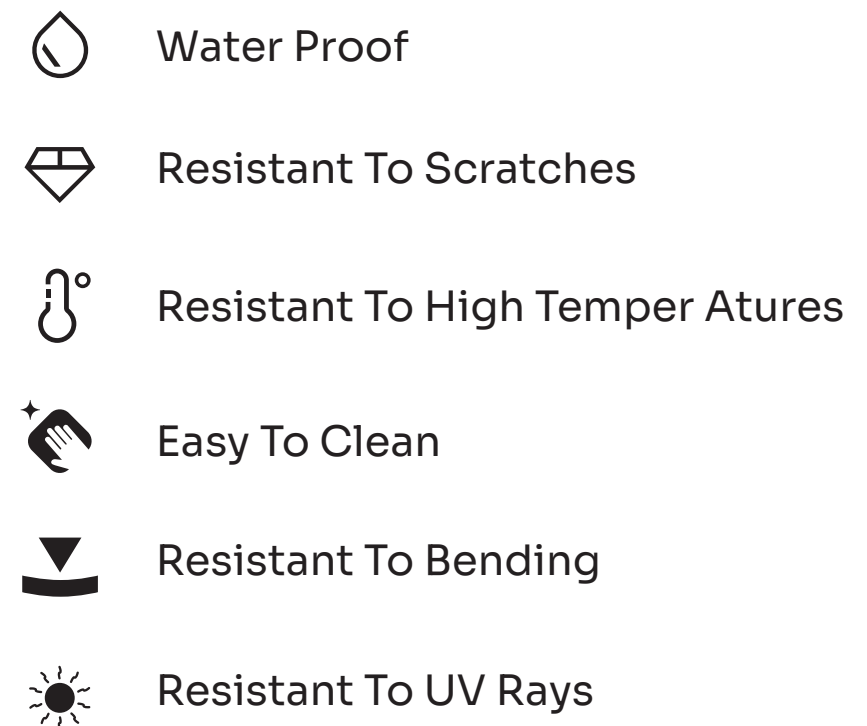 Water Proof
Resistant To Scratches
Resistant To High Temper Atures
Easy To Clean
Resistant To Bending
Resistant To UV Rays